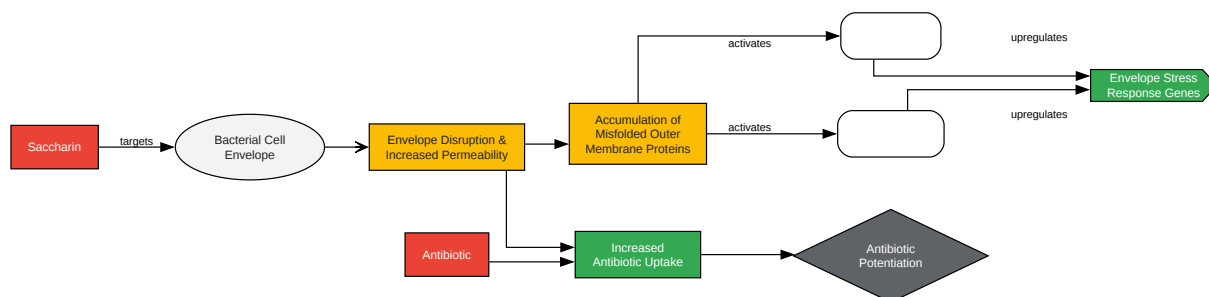 upregulates
activates
Envelope Stress
Response Genes
Accumulation of
Misfolded Outer
Membrane Proteins
activates
upregulates
Saccharin
targets
Bacterial Cell
Envelope
Envelope Disruption &
Increased Permeability
Antibiotic
Increased
Antibiotic Uptake
Antibiotic
Potentiation